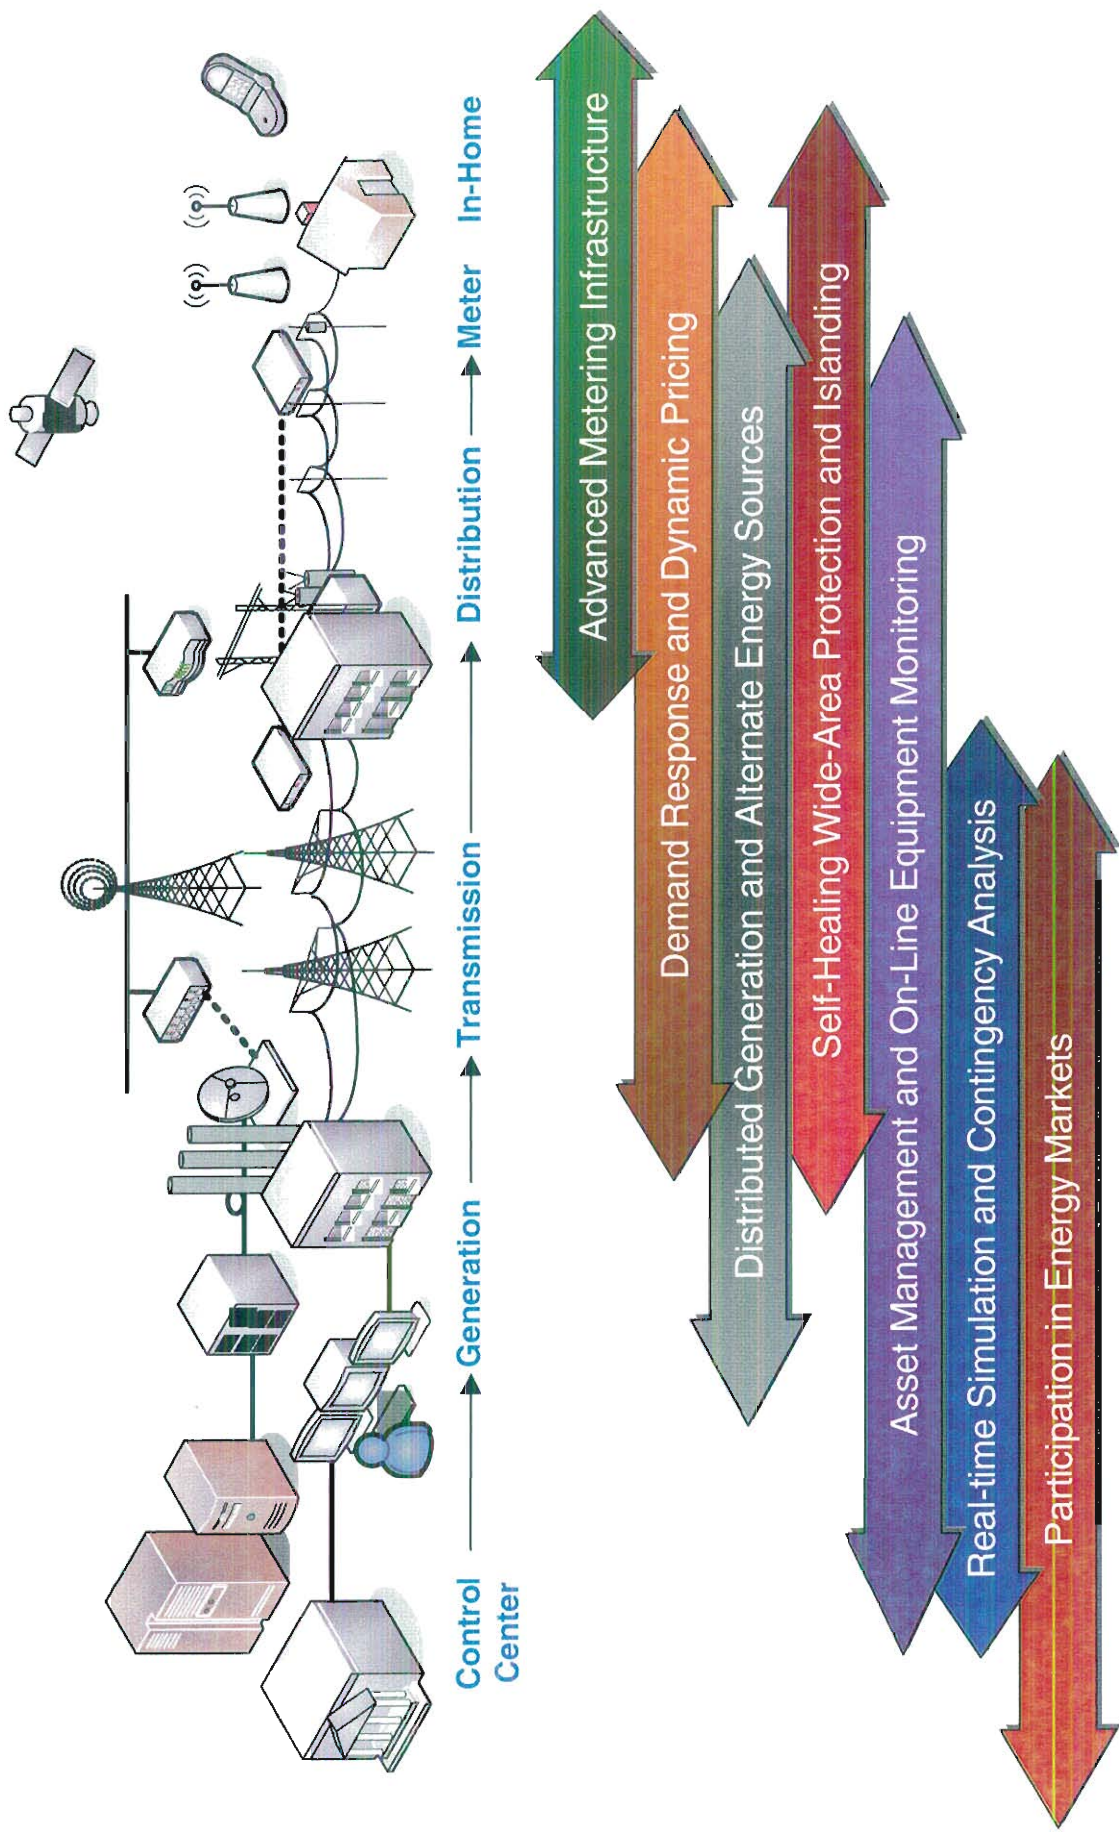 Control
Center
Generation
Transmission
Distribution
Meter
In-Home
Advanced Metering Infrastructure
Demand Response and Dynamic Pricing
Distributed Generation and Alternate Energy Sources
Self-Healing Wide-Area Protection and Islanding
Asset Management and On-Line Equipment Monitoring
Real-time Simulation and Contingency Analysis
Participation in Energy Markets